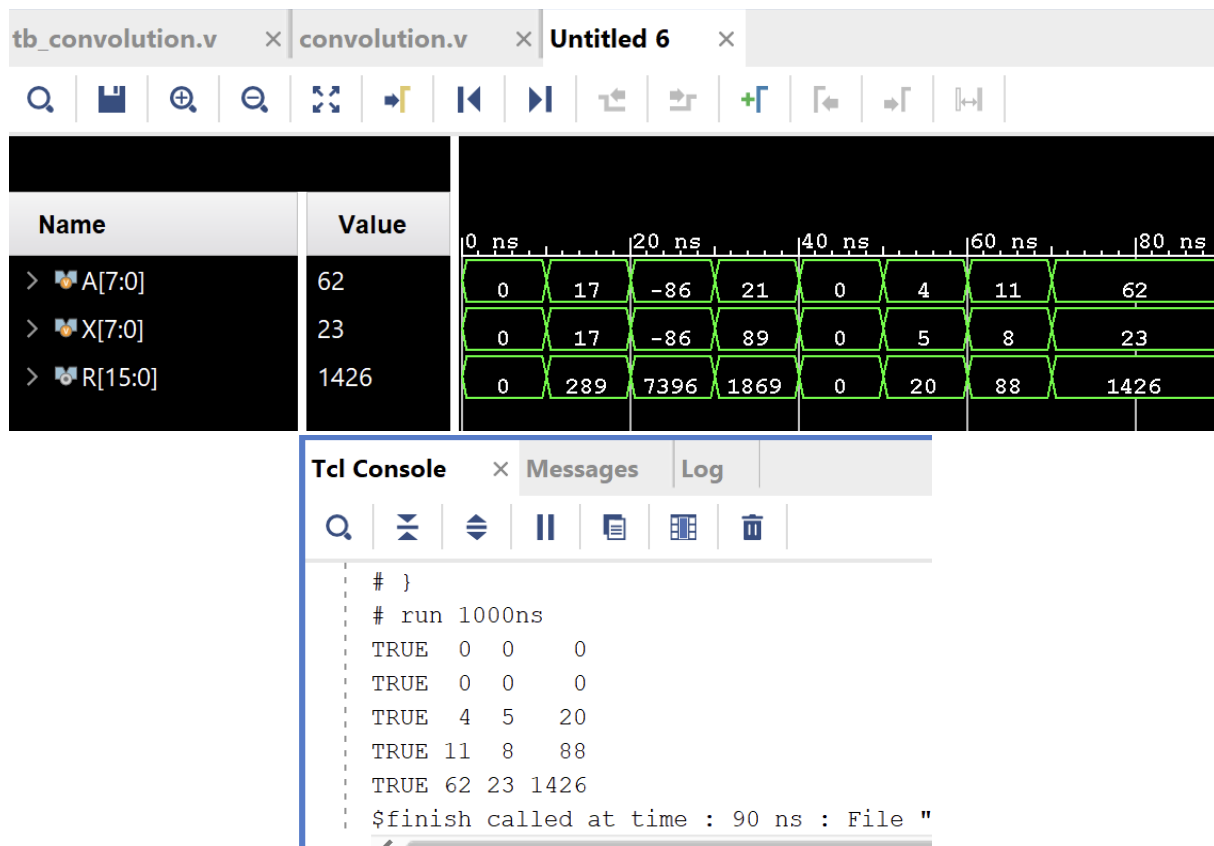 tb_convolution.v × convolution.v × Untitled 6 ×
Name Value
0 ns 20 ns 40 ns 60 ns 80 ns
A[7:0] 62 0 17 -86 21 0 4 11 62
X[7:0] 23 0 17 -86 89 0 5 8 23
R[15:0] 1426 0 289 7396 1869 0 20 88 1426
Tcl Console × Messages Log
# }
# run 1000ns
TRUE 0 0 0
TRUE 0 0 0
TRUE 4 5 20
TRUE 11 8 88
TRUE 62 23 1426
$finish called at time : 90 ns : File "